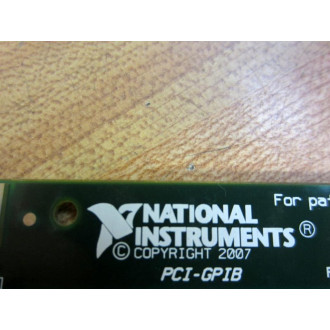 For pa
NATIONAL
INSTRUMENTS®
© COPYRIGHT 2007
PCI-GPIB